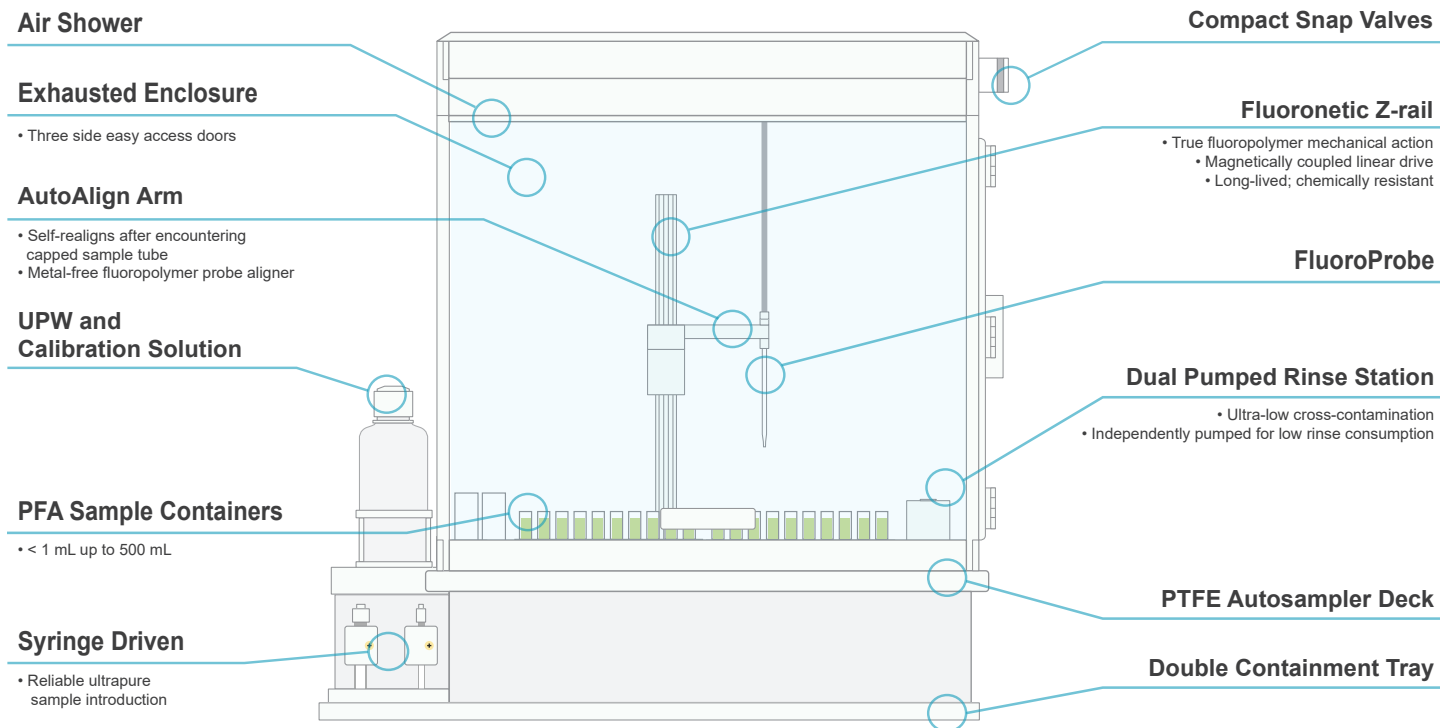 Air Shower
Exhausted Enclosure
• Three side easy access doors
AutoAlign Arm
• Self-realigns after encountering
capped sample tube
• Metal-free fluoropolymer probe aligner
UPW and
Calibration Solution
PFA Sample Containers
• < 1 mL up to 500 mL
Syringe Driven
• Reliable ultrapure
sample introduction
Compact Snap Valves
Fluoronetic Z-rail
• True fluoropolymer mechanical action
• Magnetically coupled linear drive
• Long-lived; chemically resistant
FluoroProbe
Dual Pumped Rinse Station
• Ultra-low cross-contamination
• Independently pumped for low rinse consumption
PTFE Autosampler Deck
Double Containment Tray